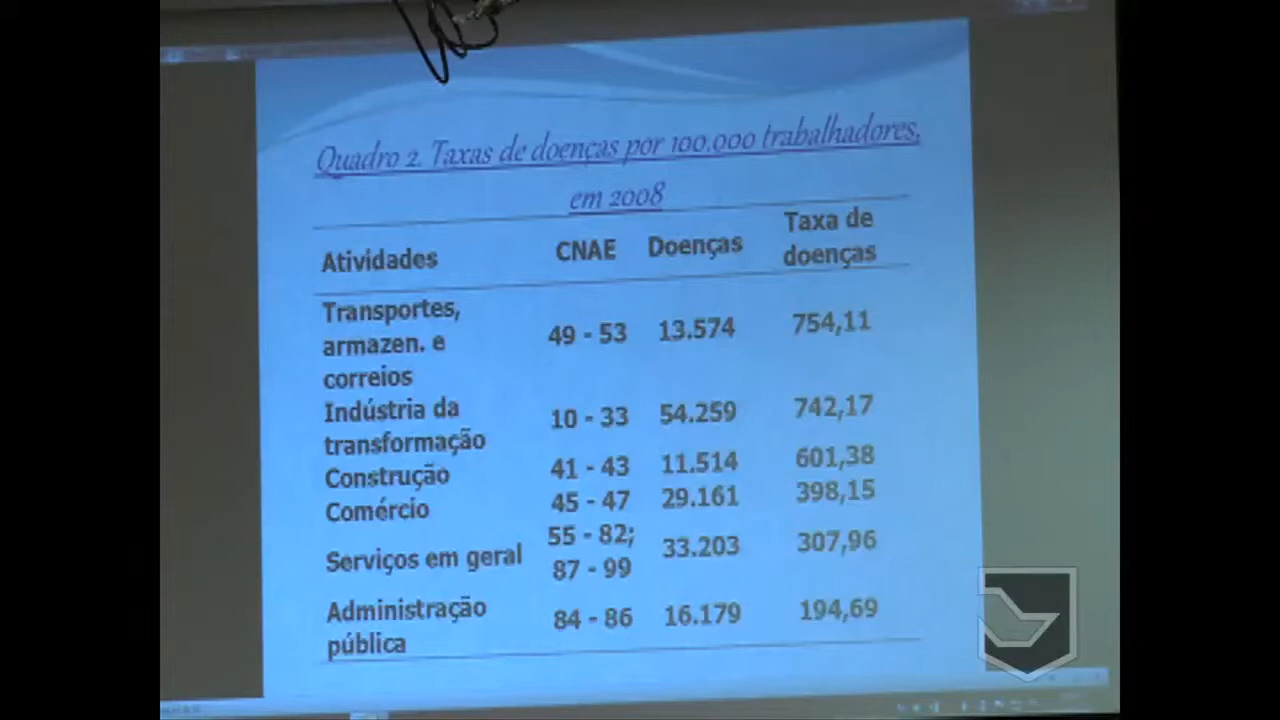 Quadro 2. Taxas de doenças por 100.000 trabalhadores,
em 2008
Atividades CNAE Doenças Taxa de doenças
Transportes, armazen. e correios 49 - 53 13.574 754,11
Indústria da transformação 10 - 33 54.259 742,17
Construção 41 - 43 11.514 601,38
Comércio 45 - 47 29.161 398,15
Serviços em geral 55 - 82; 87 - 99 33.203 307,96
Administração pública 84 - 86 16.179 194,69